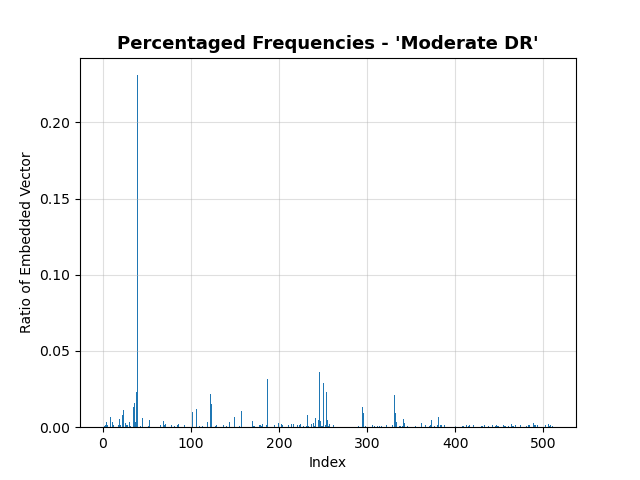 Percentaged Frequencies - 'Moderate DR'
Ratio of Embedded Vector
0.20
0.15
0.10
0.05
0.00
0 100 200 300 400 500
Index